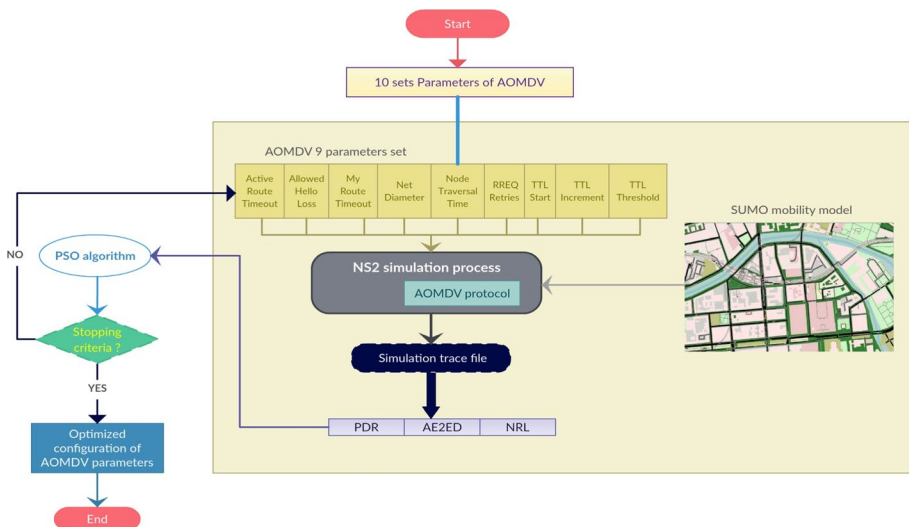 Start
10 sets Parameters of AOMDV
AOMDV 9 parameters set
Active
Route
Timeout
Allowed
Hello
Loss
My
Route
Timeout
Net
Diameter
Node
Traversal
Time
RREQ
Retries
TTL
Start
TTL
Increment
TTL
Threshold
SUMO mobility model
NO
PSO algorithm
NS2 simulation process
AOMDV protocol
Stopping
criteria ?
Simulation trace file
YES
PDR
AE2ED
NRL
Optimized
configuration of
AOMDV parameters
End